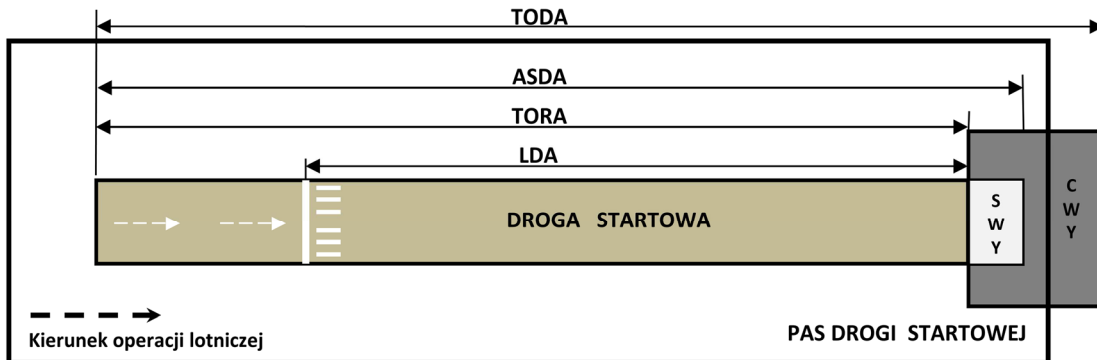 TODA
ASDA
TORA
LDA
DROGA STARTOWA
S
W
Y
C
W
Y
Kierunek operacji lotniczej
PAS DROGI STARTOWEJ